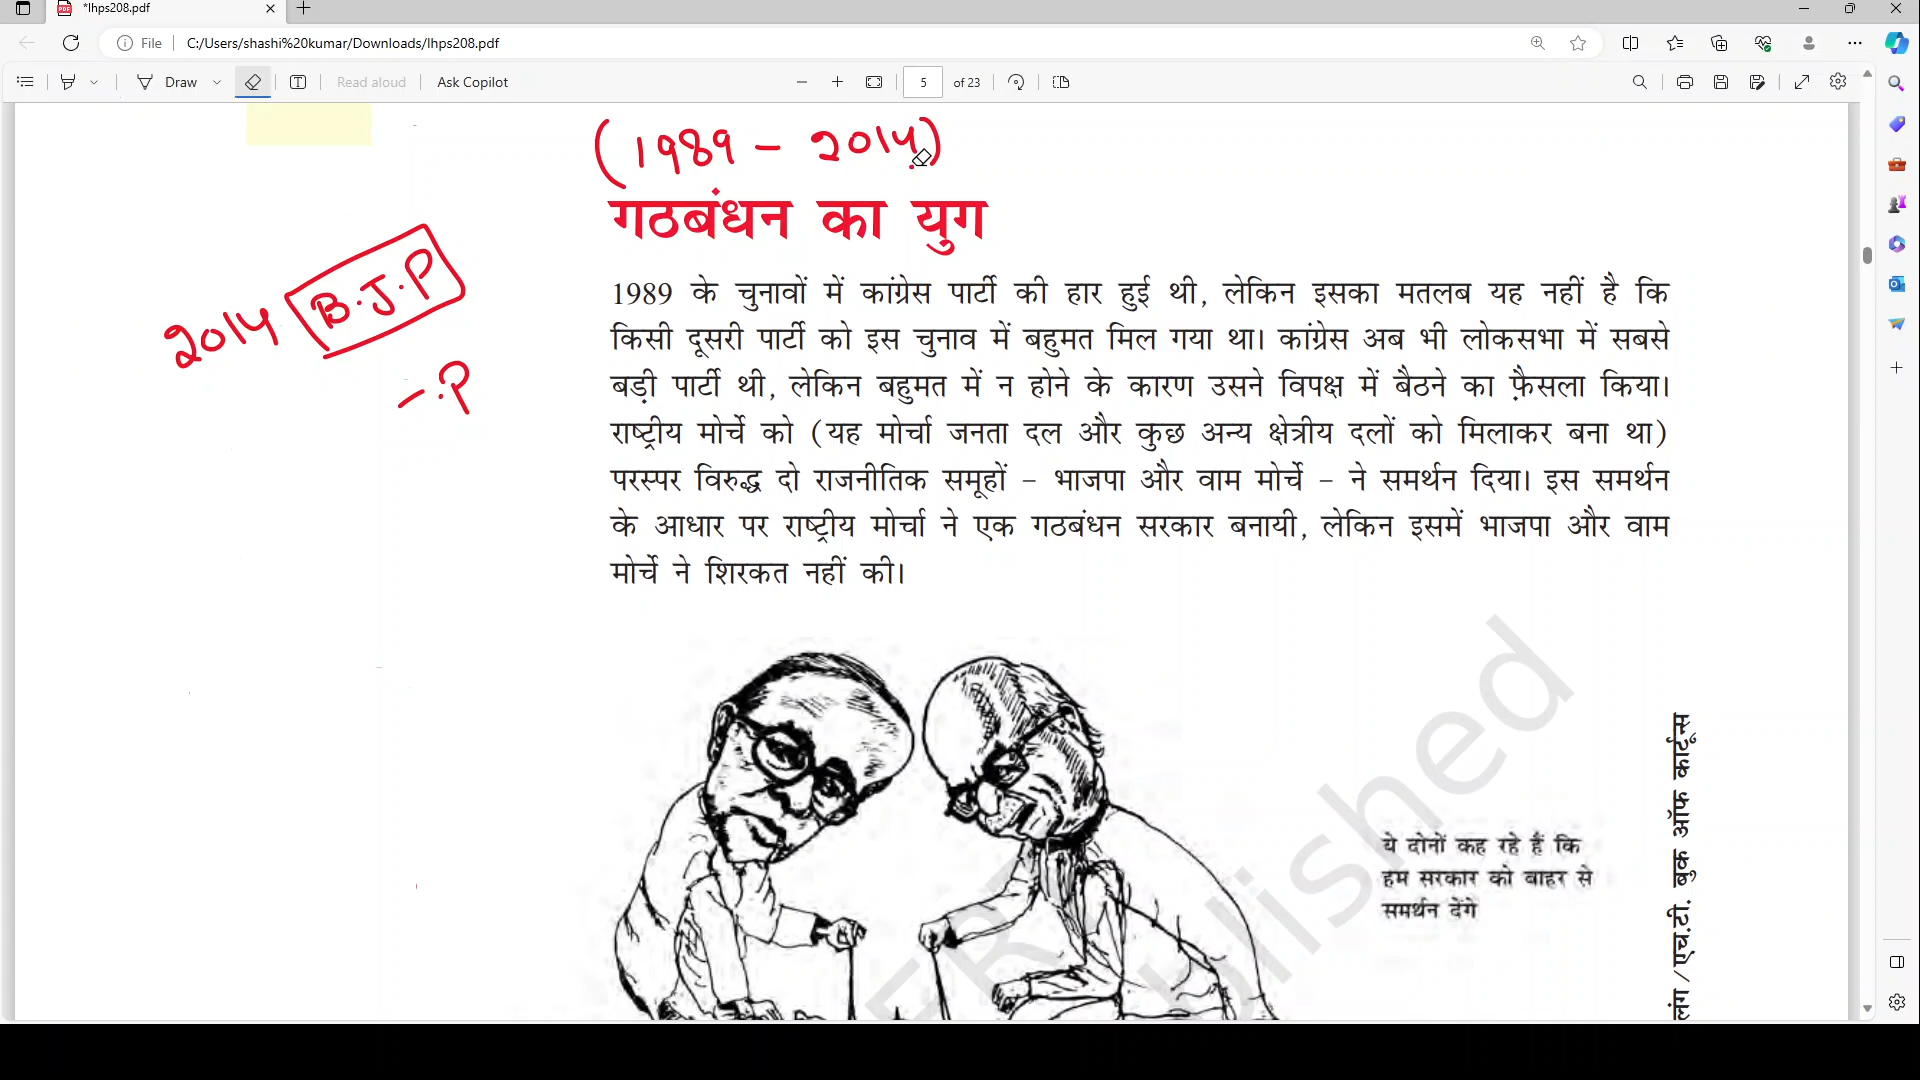 *lhps208.pdf
File C:/Users/shashi%20kumar/Downloads/lhps208.pdf
Draw Read aloud Ask Copilot 5 of 23
(1989 - 2014)
गठबंधन का युग
2014 B.J.P
- P
1989 के चुनावों में कांग्रेस पार्टी की हार हुई थी, लेकिन इसका मतलब यह नहीं है कि
किसी दूसरी पार्टी को इस चुनाव में बहुमत मिल गया था। कांग्रेस अब भी लोकसभा में सबसे
बड़ी पार्टी थी, लेकिन बहुमत में न होने के कारण उसने विपक्ष में बैठने का फ़ैसला किया।
राष्ट्रीय मोर्चे को (यह मोर्चा जनता दल और कुछ अन्य क्षेत्रीय दलों को मिलाकर बना था)
परस्पर विरुद्ध दो राजनीतिक समूहों – भाजपा और वाम मोर्चे – ने समर्थन दिया। इस समर्थन
के आधार पर राष्ट्रीय मोर्चा ने एक गठबंधन सरकार बनायी, लेकिन इसमें भाजपा और वाम
मोर्चे ने शिरकत नहीं की।
ये दोनों कह रहे हैं कि
हम सरकार को बाहर से
समर्थन देंगे
/एच.टी. बुक ऑफ कार्टून्स